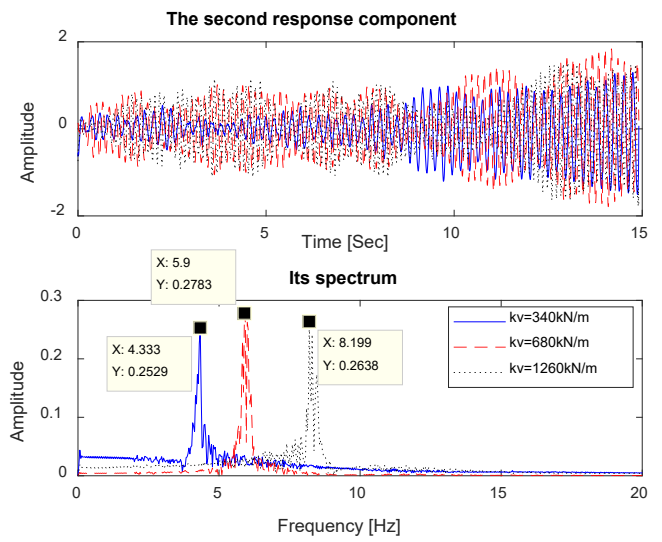 The second response component
2
0
-2
Amplitude
0
5
10
15
Time [Sec]
Its spectrum
X: 5.9
Y: 0.2783
X: 4.333
Y: 0.2529
X: 8.199
Y: 0.2638
kv=340kN/m
kv=680kN/m
kv=1260kN/m
0.3
0.2
0.1
0
Amplitude
0
5
10
15
20
Frequency [Hz]